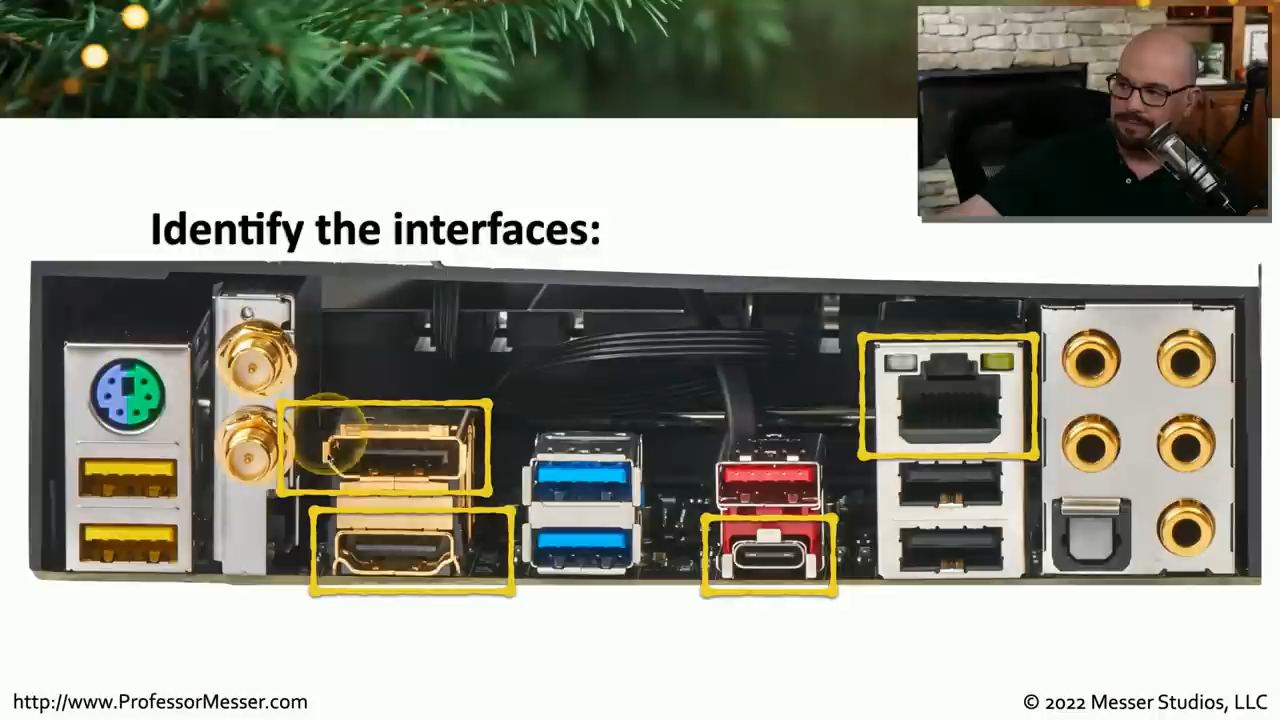 Identify the interfaces:
http://www.ProfessorMesser.com
© 2022 Messer Studios, LLC